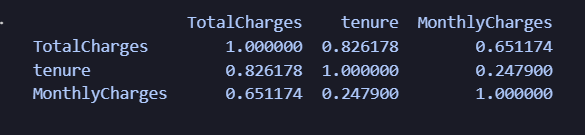 TotalCharges tenure MonthlyCharges
TotalCharges 1.000000 0.826178 0.651174
tenure 0.826178 1.000000 0.247900
MonthlyCharges 0.651174 0.247900 1.000000